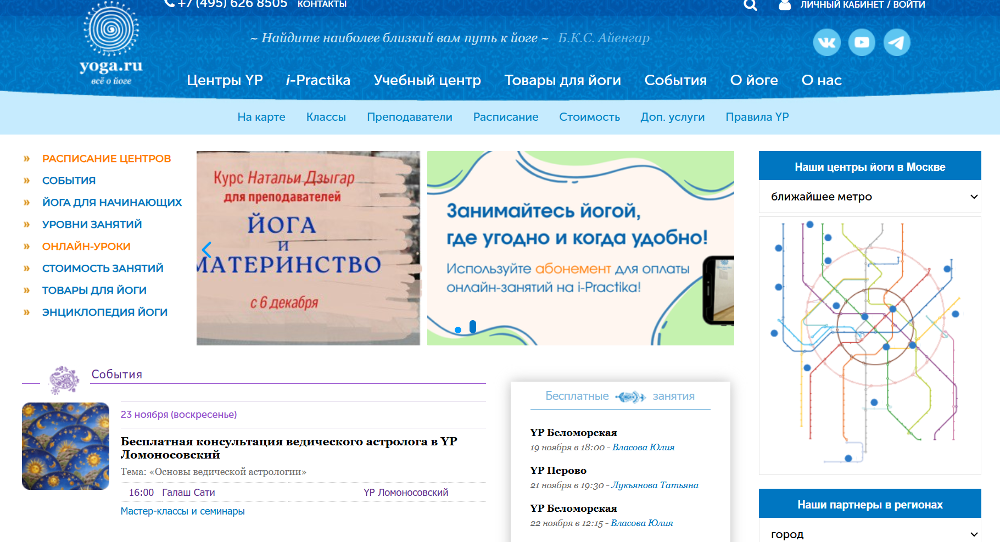 +7 (495) 626 8505 КОНТАКТЫ
ЛИЧНЫЙ КАБИНЕТ / ВОЙТИ
yoga.ru
всё о йоге
~ Найдите наиболее близкий вам путь к йоге ~ Б.К.С. Айенгар
Центры YP i-Practika Учебный центр Товары для йоги События О йоге О нас
На карте Классы Преподаватели Расписание Стоимость Доп. услуги Правила YP
» РАСПИСАНИЕ ЦЕНТРОВ
» СОБЫТИЯ
» ЙОГА ДЛЯ НАЧИНАЮЩИХ
» УРОВНИ ЗАНЯТИЙ
» ОНЛАЙН-УРОКИ
» СТОИМОСТЬ ЗАНЯТИЙ
» ТОВАРЫ ДЛЯ ЙОГИ
» ЭНЦИКЛОПЕДИЯ ЙОГИ
Курс Натальи Дзыгар
для преподавателей
ЙОГА
И
МАТЕРИНСТВО
с 6 декабря
Занимайтесь йогой,
где угодно и когда удобно!
Используйте абонемент для оплаты
онлайн-занятий на i-Practika!
Наши центры йоги в Москве
ближайшее метро
События
23 ноября (воскресенье)
Бесплатная консультация ведического астролога в YP
Ломоносовский
Тема: «Основы ведической астрологии»
16:00 Галаш Сати YP Ломоносовский
Мастер-классы и семинары
Бесплатные занятия
YP Беломорская
19 ноября в 18:00 - Власова Юлия
YP Перово
21 ноября в 19:30 - Лукьянова Татьяна
YP Беломорская
22 ноября в 12:15 - Власова Юлия
Наши партнеры в регионах
город